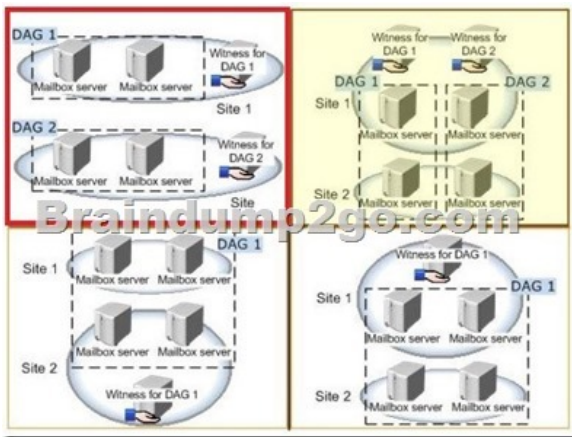 DAG 1
Mailbox server Mailbox server
Witness for
DAG 1
Site 1
DAG 2
Mailbox server Mailbox server
Witness for
DAG 2
Site
Witness for
DAG 1
Witness for
DAG 2
DAG 1
DAG 2
Site 1
Mailbox server Mailbox server
Site 2
Mailbox server Mailbox server
Braindump2go.com
DAG 1
Site 1
Mailbox server Mailbox server
Mailbox server Mailbox server
Site 2
Witness for DAG 1
Witness for DAG 1
Site 1
DAG 1
Mailbox server Mailbox server
Site 2
Mailbox server Mailbox server